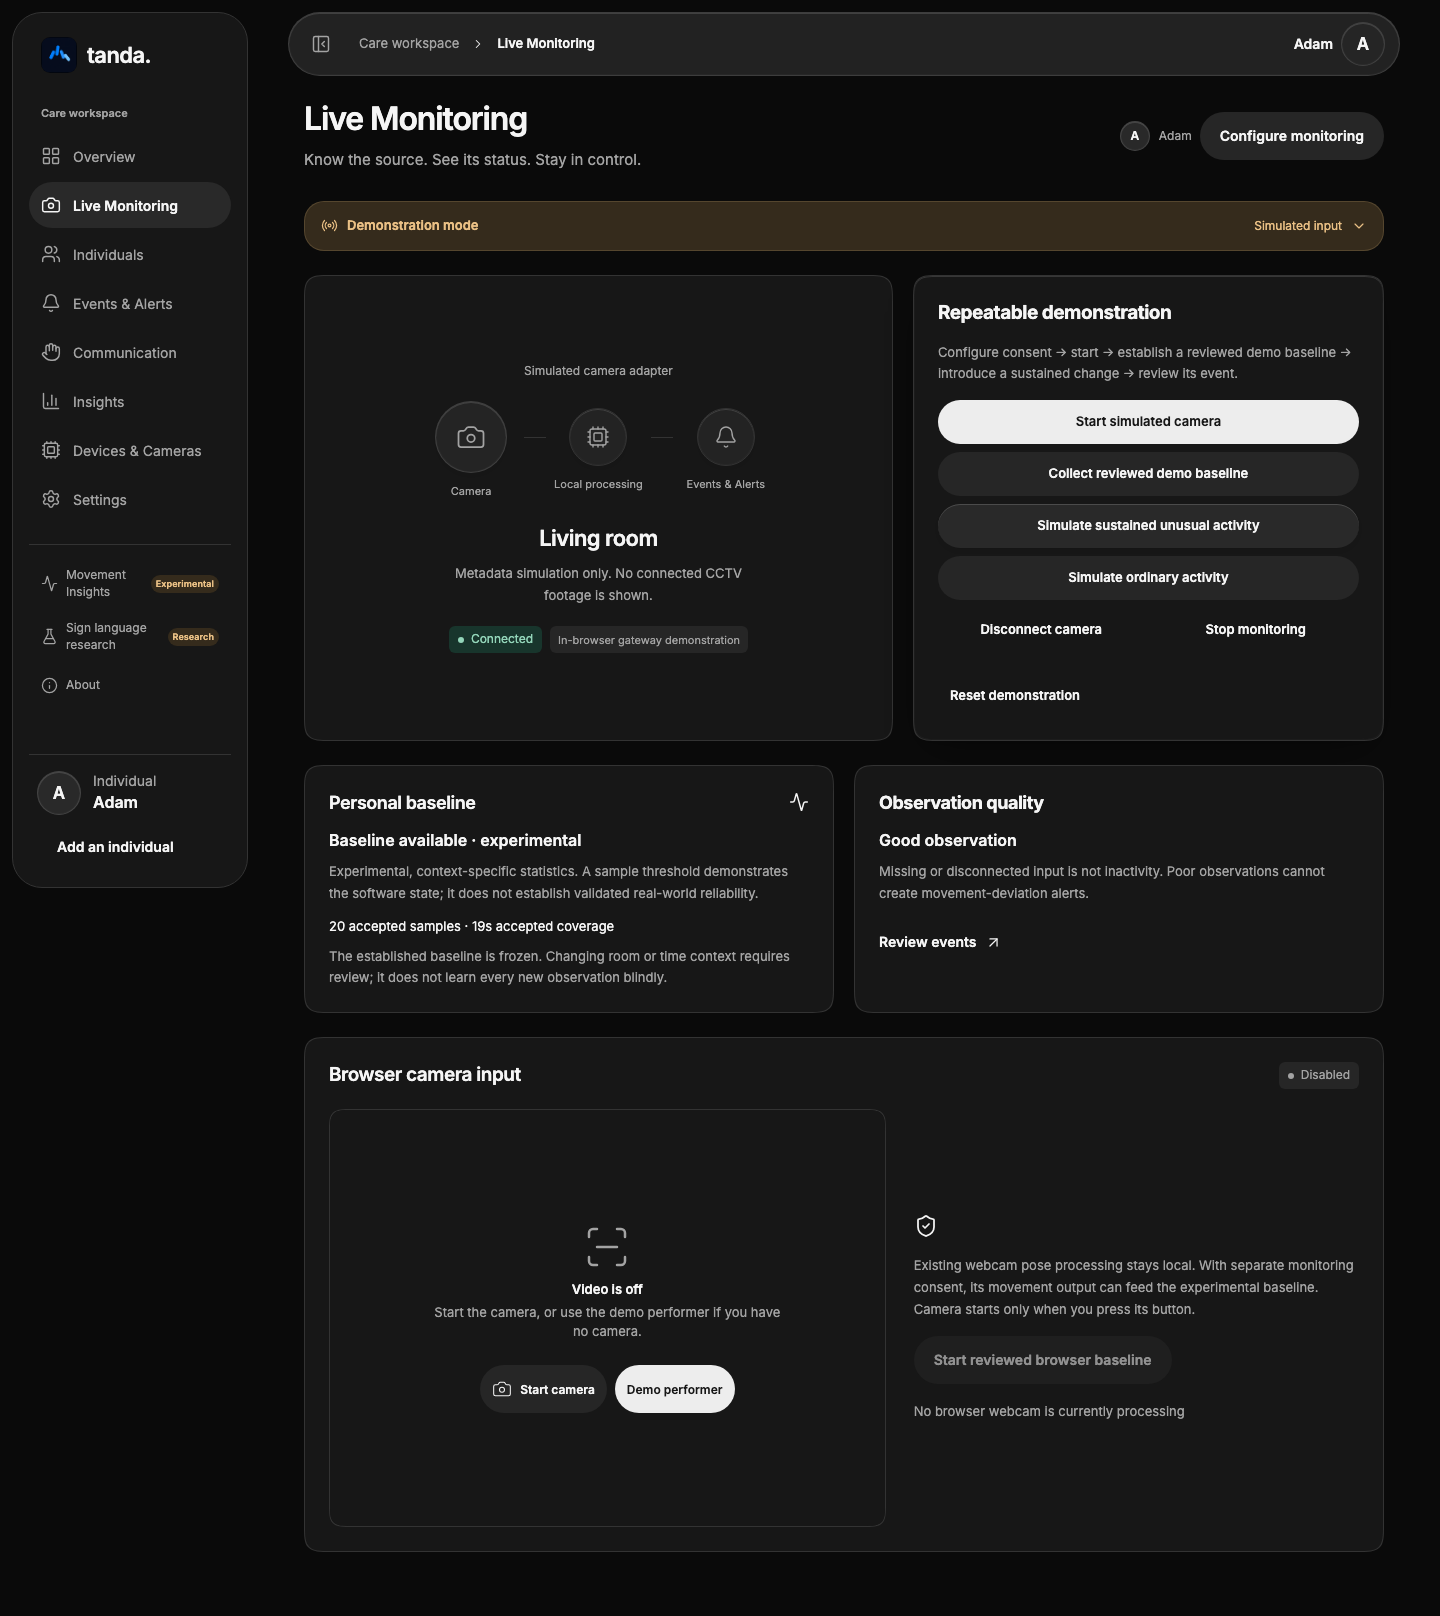 tanda.
Care workspace
Overview
Live Monitoring
Individuals
Events & Alerts
Communication
Insights
Devices & Cameras
Settings
Movement
Insights
Experimental
Sign language
research
Research
About
A
Individual
Adam
Add an individual
Care workspace
Live Monitoring
Adam
A
Live Monitoring
Know the source. See its status. Stay in control.
A
Adam
Configure monitoring
Demonstration mode
Simulated input
Simulated camera adapter
Camera
Local processing
Events & Alerts
Living room
Metadata simulation only. No connected CCTV
footage is shown.
Connected
In-browser gateway demonstration
Repeatable demonstration
Configure consent → start → establish a reviewed demo baseline →
introduce a sustained change → review its event.
Start simulated camera
Collect reviewed demo baseline
Simulate sustained unusual activity
Simulate ordinary activity
Disconnect camera
Stop monitoring
Reset demonstration
Personal baseline
Baseline available · experimental
Experimental, context-specific statistics. A sample threshold demonstrates
the software state; it does not establish validated real-world reliability.
20 accepted samples · 19s accepted coverage
The established baseline is frozen. Changing room or time context requires
review; it does not learn every new observation blindly.
Observation quality
Good observation
Missing or disconnected input is not inactivity. Poor observations cannot
create movement-deviation alerts.
Review events
Browser camera input
Disabled
Video is off
Start the camera, or use the demo performer if you have
no camera.
Start camera
Demo performer
Existing webcam pose processing stays local. With separate monitoring
consent, its movement output can feed the experimental baseline.
Camera starts only when you press its button.
Start reviewed browser baseline
No browser webcam is currently processing